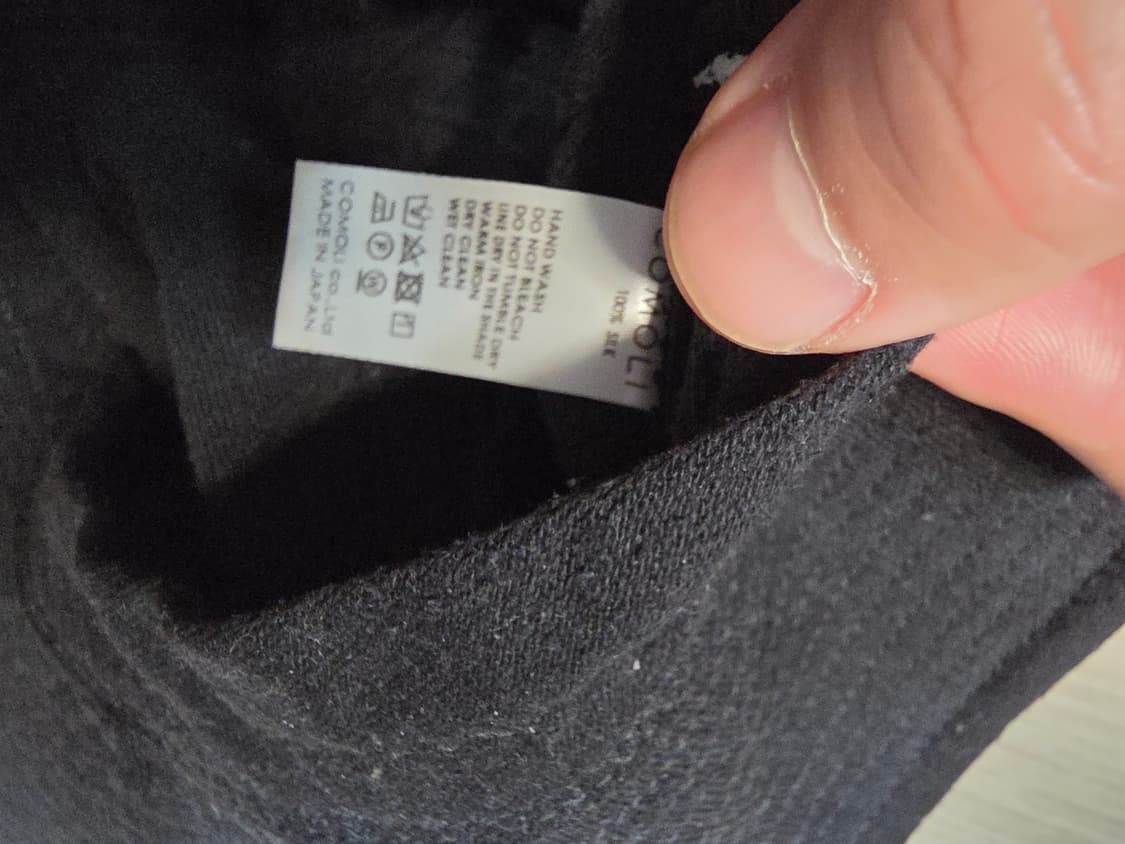 COMOLI
100% SILK
HAND WASH
DO NOT BLEACH
DO NOT TUMBLE DRY
LINE DRY IN THE SHADE
WARM IRON
DRY CLEAN
WET CLEAN
P
W
COMOLI CO.,LTD
MADE IN JAPAN